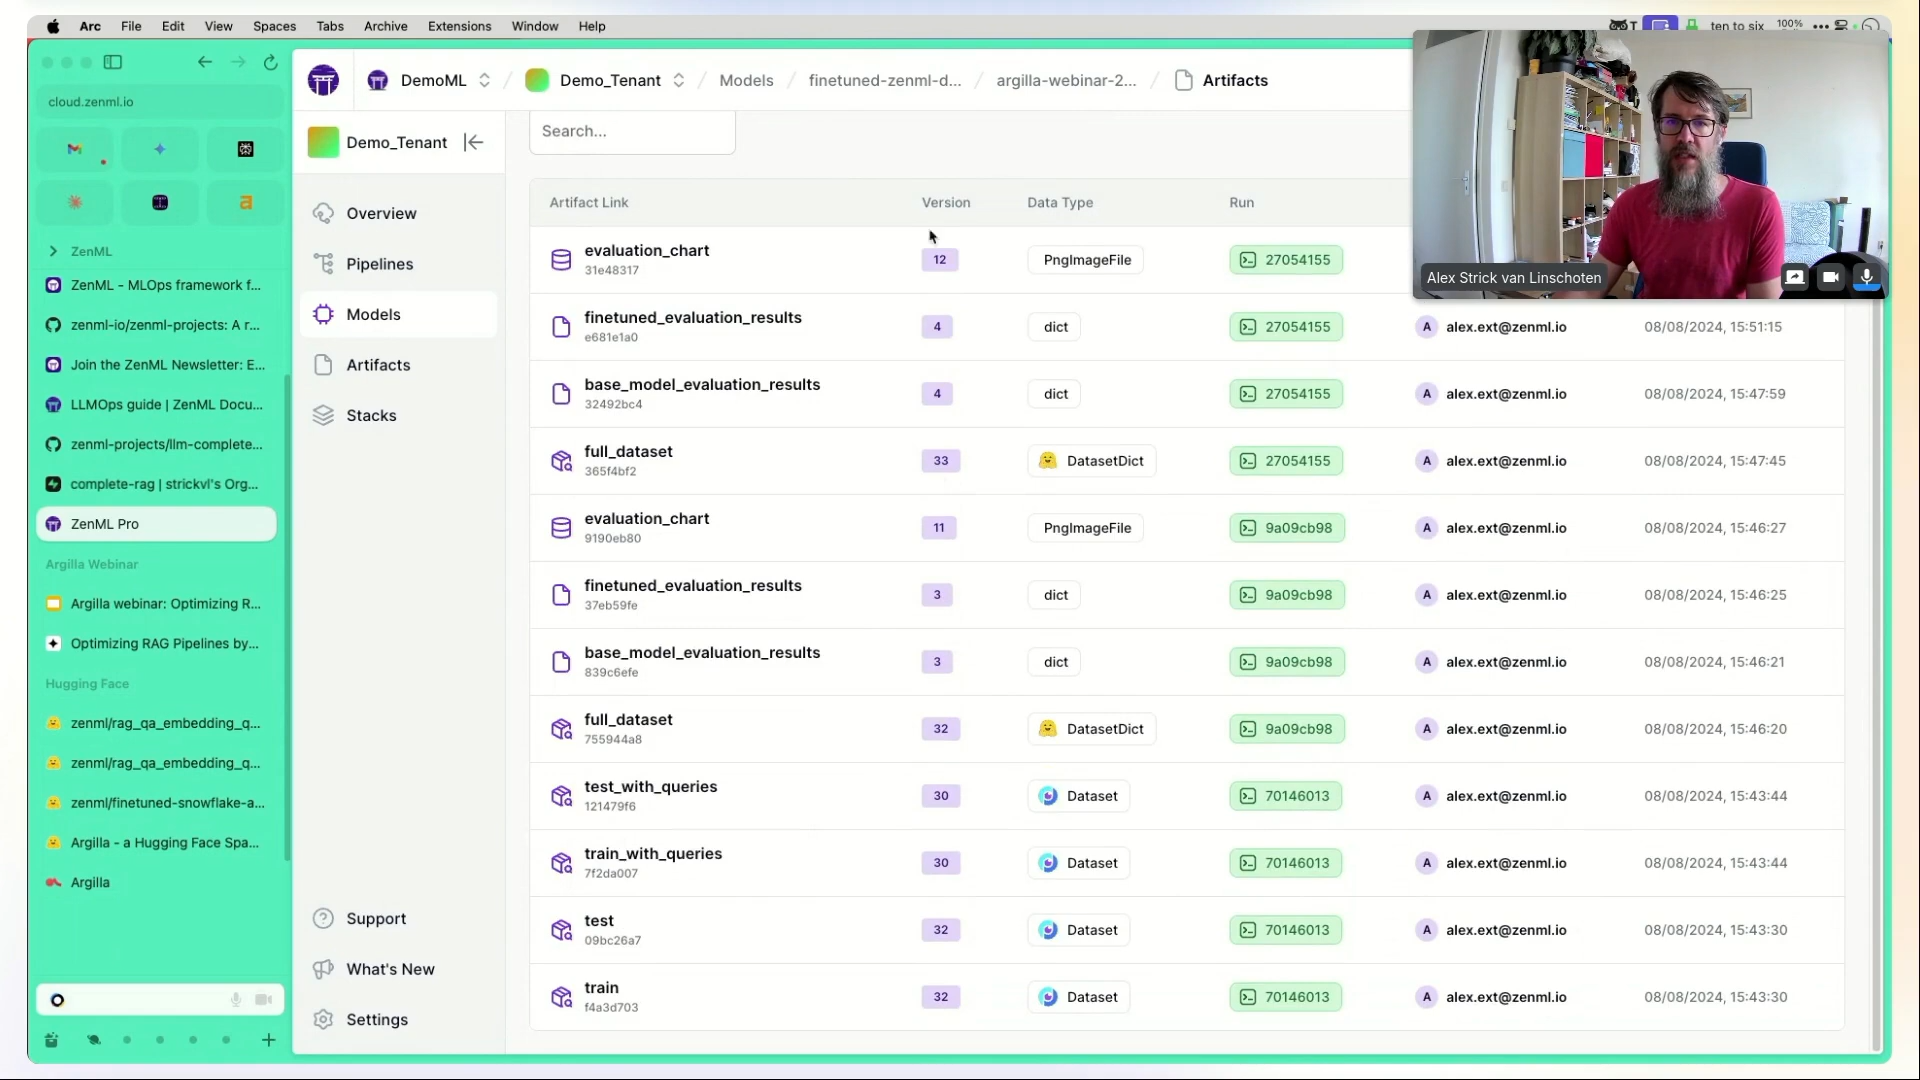 Arc File Edit View Spaces Tabs Archive Extensions Window Help
T ten to six 100%
cloud.zenml.io
ZenML
ZenML - MLOps framework f...
zenml-io/zenml-projects: A r...
Join the ZenML Newsletter: E...
LLMOps guide | ZenML Docu...
zenml-projects/llm-complete...
complete-rag | strickvl's Org...
ZenML Pro
Argilla Webinar
Argilla webinar: Optimizing R...
Optimizing RAG Pipelines by...
Hugging Face
zenml/rag_qa_embedding_q...
zenml/rag_qa_embedding_q...
zenml/finetuned-snowflake-a...
Argilla - a Hugging Face Spa...
Argilla
DemoML / Demo_Tenant / Models / finetuned-zenml-d... / argilla-webinar-2... / Artifacts
Demo_Tenant
Overview
Pipelines
Models
Artifacts
Stacks
Support
What's New
Settings
Search...
Artifact Link Version Data Type Run
evaluation_chart 12 PngImageFile 27054155
31e48317
finetuned_evaluation_results 4 dict 27054155 A alex.ext@zenml.io 08/08/2024, 15:51:15
e681e1a0
base_model_evaluation_results 4 dict 27054155 A alex.ext@zenml.io 08/08/2024, 15:47:59
32492bc4
full_dataset 33 DatasetDict 27054155 A alex.ext@zenml.io 08/08/2024, 15:47:45
365f4bf2
evaluation_chart 11 PngImageFile 9a09cb98 A alex.ext@zenml.io 08/08/2024, 15:46:27
9190eb80
finetuned_evaluation_results 3 dict 9a09cb98 A alex.ext@zenml.io 08/08/2024, 15:46:25
37eb59fe
base_model_evaluation_results 3 dict 9a09cb98 A alex.ext@zenml.io 08/08/2024, 15:46:21
839c6efe
full_dataset 32 DatasetDict 9a09cb98 A alex.ext@zenml.io 08/08/2024, 15:46:20
755944a8
test_with_queries 30 Dataset 70146013 A alex.ext@zenml.io 08/08/2024, 15:43:44
121479f6
train_with_queries 30 Dataset 70146013 A alex.ext@zenml.io 08/08/2024, 15:43:44
7f2da007
test 32 Dataset 70146013 A alex.ext@zenml.io 08/08/2024, 15:43:30
09bc26a7
train 32 Dataset 70146013 A alex.ext@zenml.io 08/08/2024, 15:43:30
f4a3d703
Alex Strick van Linschoten